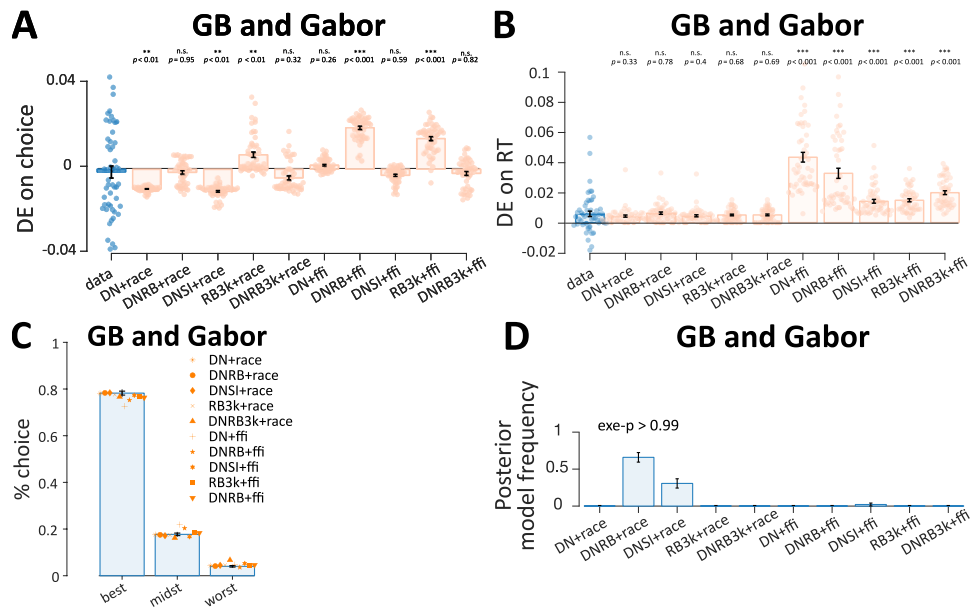 A
GB and Gabor
** n.s. ** ** n.s. n.s. *** n.s. *** n.s.
p < 0.01 p = 0.95 p < 0.01 p < 0.01 p = 0.32 p = 0.26 p < 0.001 p = 0.59 p < 0.001 p = 0.82
0.04
0
-0.04
DE on choice
data DN+race DNRB+race DNSI+race RB3k+race DNRB3k+race DN+ffi DNRB+ffi DNSI+ffi RB3k+ffi DNRB3k+ffi
B
GB and Gabor
n.s. n.s. n.s. n.s. n.s. *** *** *** *** ***
p = 0.33 p = 0.78 p = 0.4 p = 0.68 p = 0.69 p < 0.001 p < 0.001 p < 0.001 p < 0.001 p < 0.001
0.1
0.08
0.06
0.04
0.02
0
-0.02
DE on RT
data DN+race DNRB+race DNSI+race RB3k+race DNRB3k+race DN+ffi DNRB+ffi DNSI+ffi RB3k+ffi DNRB3k+ffi
C
GB and Gabor
1
0.8
0.6
0.4
0.2
0
% choice
DN+race
DNRB+race
DNSI+race
RB3k+race
DNRB3k+race
DN+ffi
DNRB+ffi
DNSI+ffi
RB3k+ffi
DNRB+ffi
best midst worst
D
GB and Gabor
exe-p > 0.99
1
0.5
0
Posterior
model frequency
DN+race DNRB+race DNSI+race RB3k+race DNRB3k+race DN+ffi DNRB+ffi DNSI+ffi RB3k+ffi DNRB3k+ffi